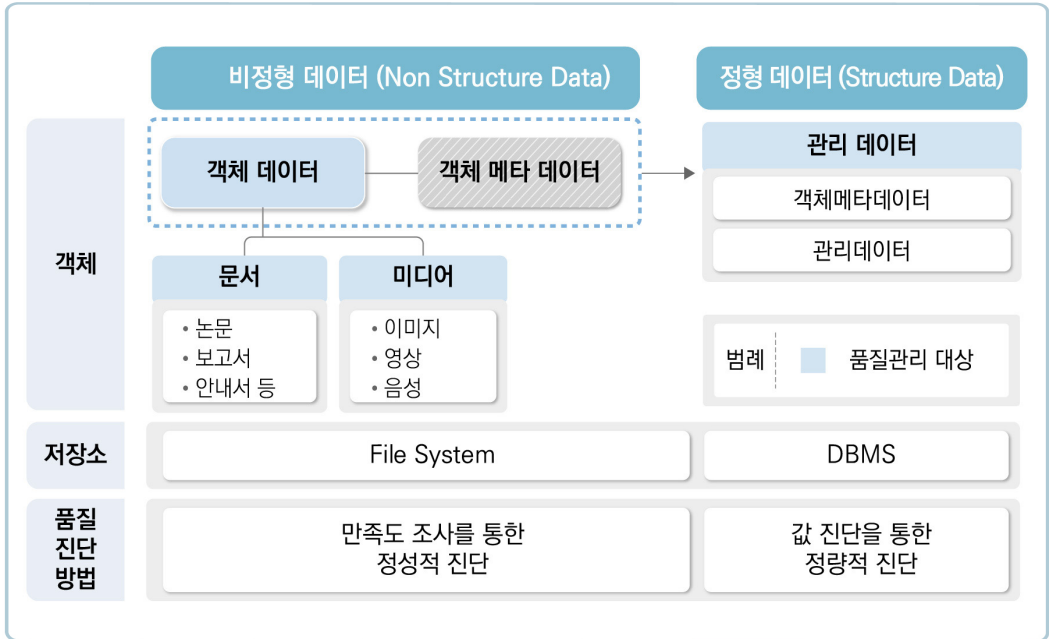 비정형 데이터 (Non Structure Data)
정형 데이터 (Structure Data)
객체
객체 데이터
객체 메타 데이터
관리 데이터
객체메타데이터
관리데이터
문서
• 논문
• 보고서
• 안내서 등
미디어
• 이미지
• 영상
• 음성
범례
품질관리 대상
저장소
File System
DBMS
품질
진단
방법
만족도 조사를 통한
정성적 진단
값 진단을 통한
정량적 진단